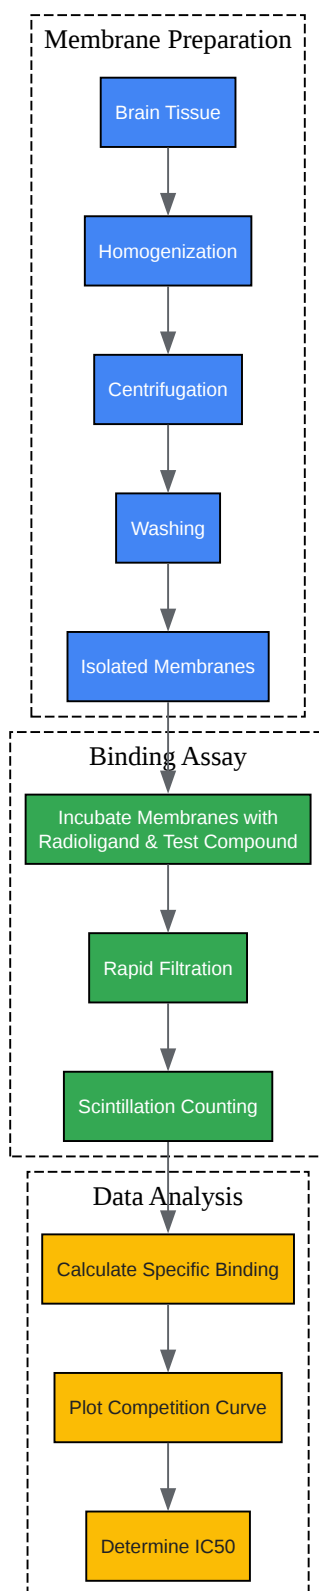 Membrane Preparation
Brain Tissue
Homogenization
Centrifugation
Washing
Isolated Membranes
Binding Assay
Incubate Membranes with
Radioligand & Test Compound
Rapid Filtration
Scintillation Counting
Data Analysis
Calculate Specific Binding
Plot Competition Curve
Determine IC50